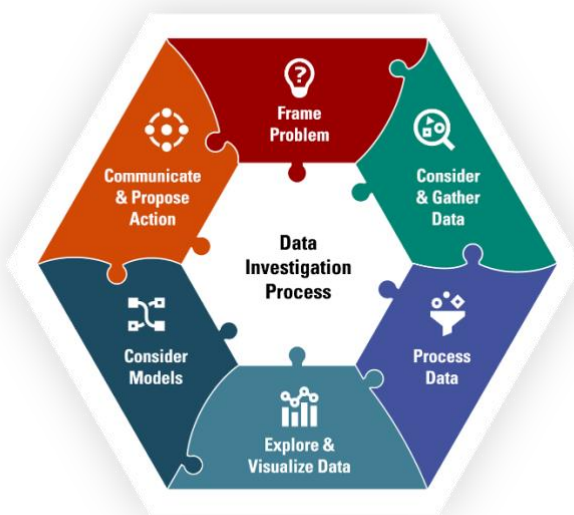 Frame
Problem
Consider
& Gather
Data
Process
Data
Explore &
Visualize Data
Consider
Models
Communicate
& Propose
Action
Data
Investigation
Process